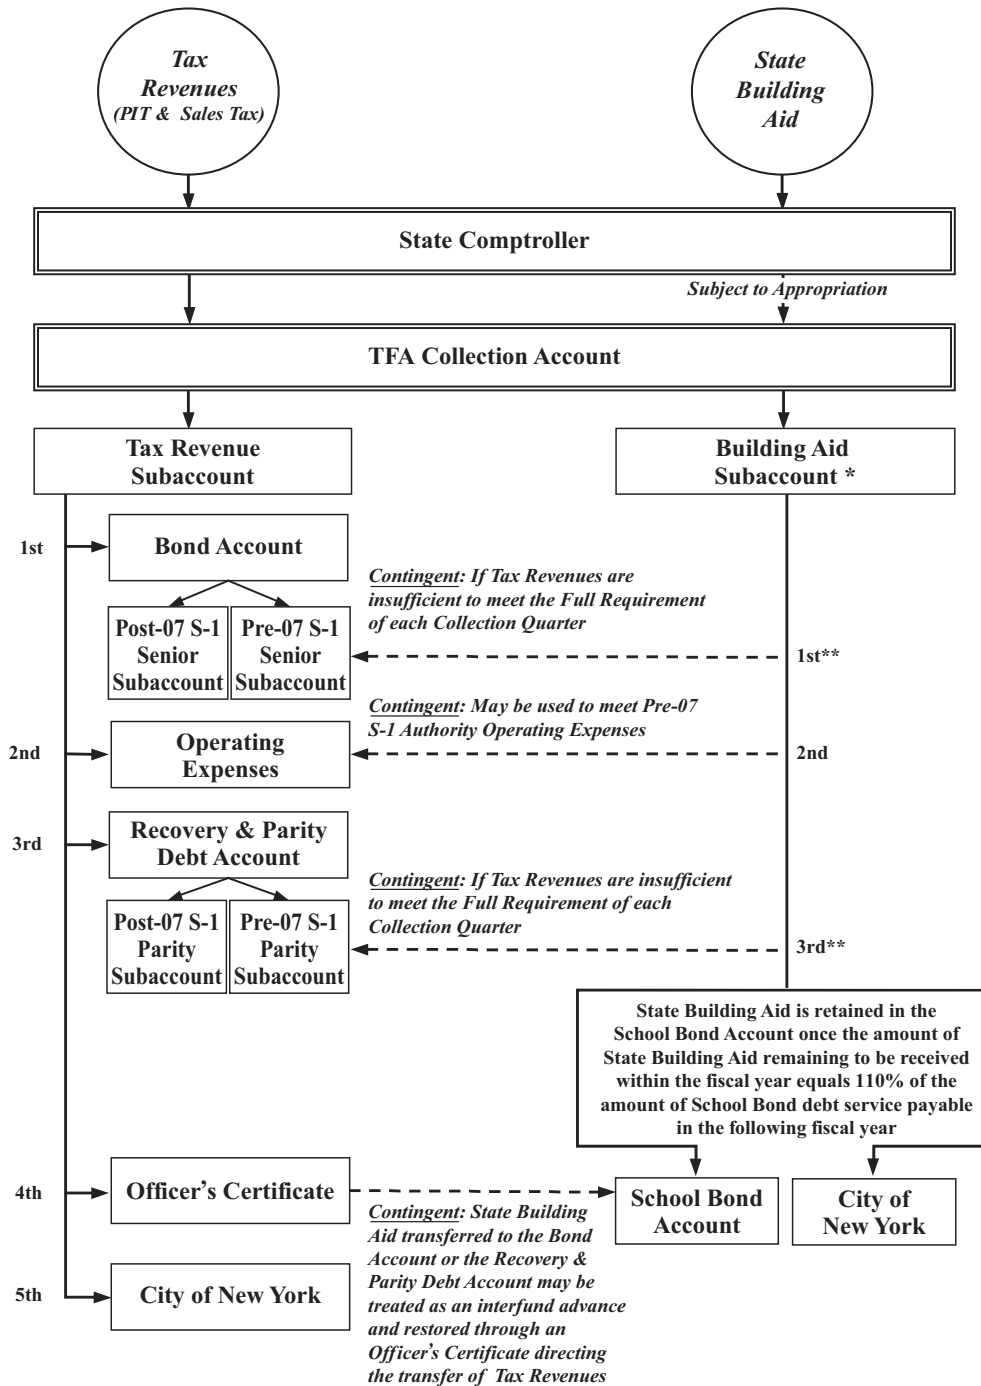 Tax
Revenues
(PIT & Sales Tax)
State
Building
Aid
State Comptroller
Subject to Appropriation
TFA Collection Account
Tax Revenue
Subaccount
Building Aid
Subaccount *
1st
Bond Account
Contingent: If Tax Revenues are
insufficient to meet the Full Requirement
of each Collection Quarter
Post-07 S-1
Senior
Subaccount
Pre-07 S-1
Senior
Subaccount
1st**
Contingent: May be used to meet Pre-07
S-1 Authority Operating Expenses
2nd
Operating
Expenses
2nd
3rd
Recovery & Parity
Debt Account
Contingent: If Tax Revenues are insufficient
to meet the Full Requirement of each
Collection Quarter
Post-07 S-1
Parity
Subaccount
Pre-07 S-1
Parity
Subaccount
3rd**
State Building Aid is retained in the
School Bond Account once the amount of
State Building Aid remaining to be received
within the fiscal year equals 110% of the
amount of School Bond debt service payable
in the following fiscal year
4th
Officer's Certificate
School Bond
Account
City of
New York
Contingent: State Building
Aid transferred to the Bond
Account or the Recovery &
Parity Debt Account may be
treated as an interfund advance
and restored through an
Officer's Certificate directing
the transfer of Tax Revenues
5th
City of New York